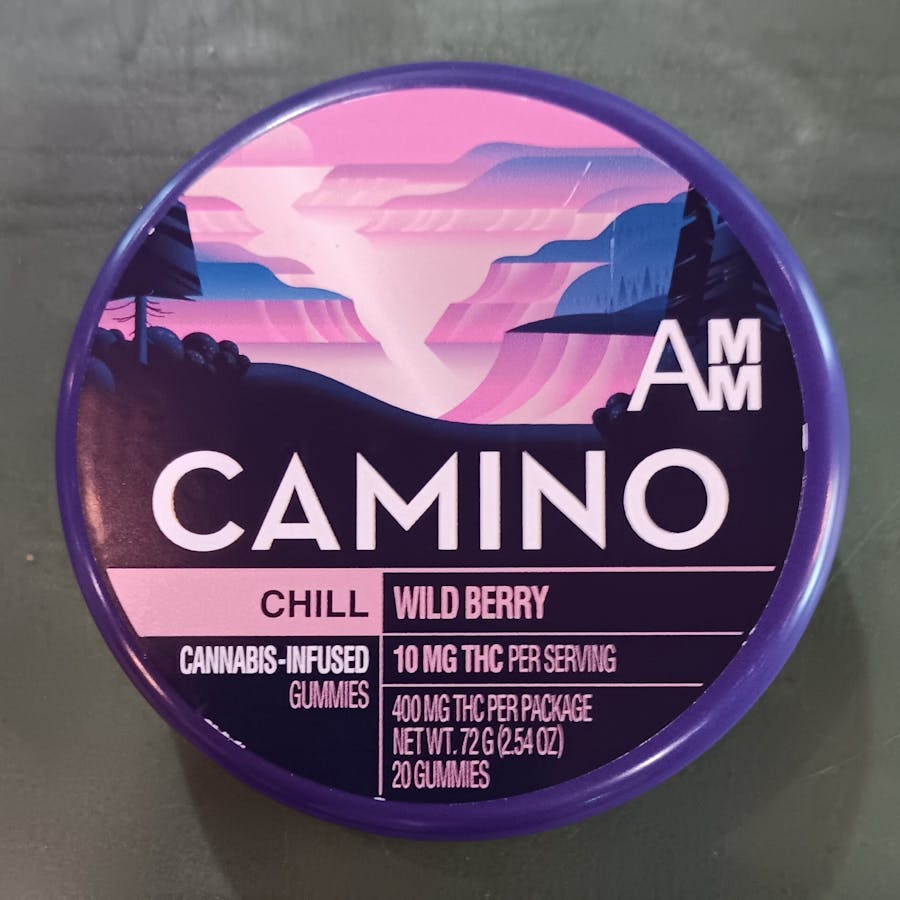 AMM
CAMINO
CHILL
WILD BERRY
CANNABIS-INFUSED
GUMMIES
10 MG THC PER SERVING
400 MG THC PER PACKAGE
NET WT. 72 G (2.54 OZ)
20 GUMMIES